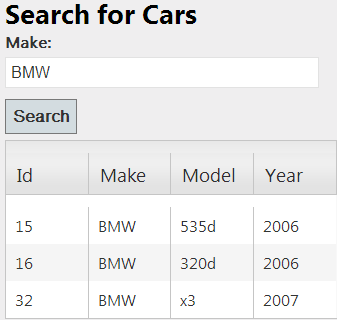 Search for Cars
Make:
BMW
Search
Id Make Model Year
15 BMW 535d 2006
16 BMW 320d 2006
32 BMW x3 2007